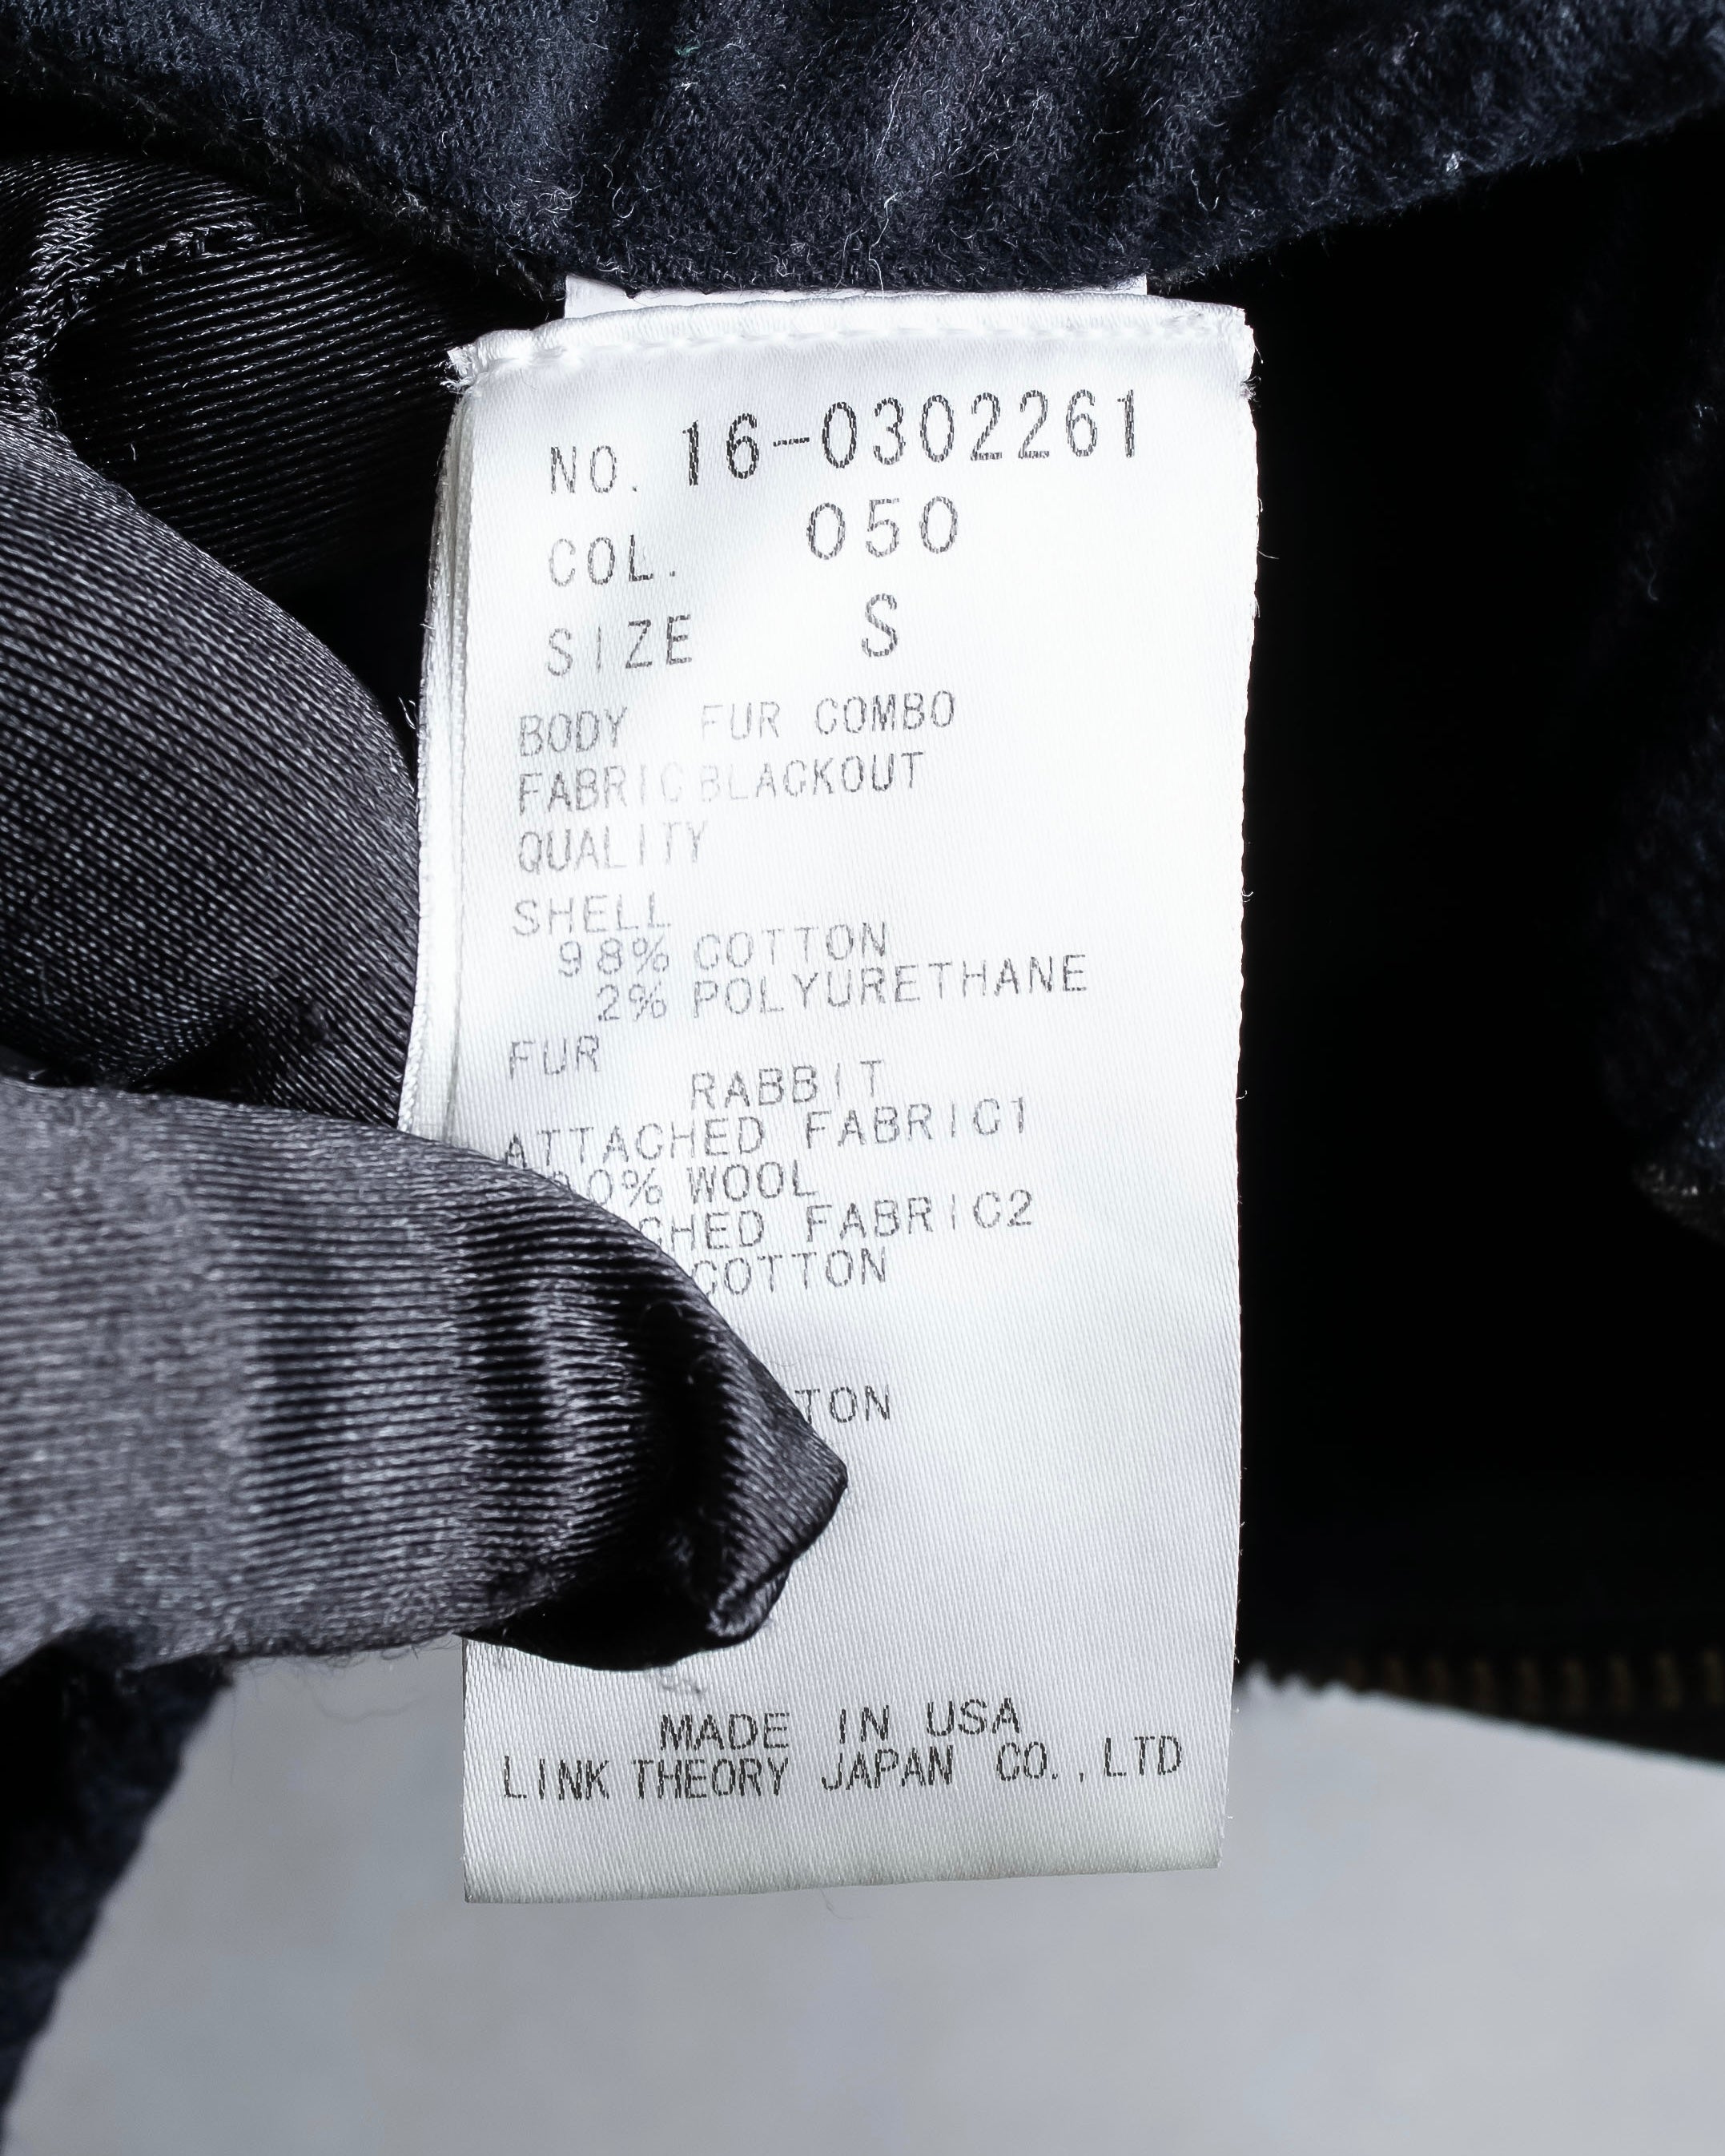 NO. 16-0302261
COL. 050
SIZE S
BODY FUR COMBO
FABRIC BLACKOUT
QUALITY
SHELL
98% COTTON
2% POLYURETHANE
FUR
RABBIT
ATTACHED FABRIC1
WOOL
FABRIC2
COTTON
MADE IN USA
LINK THEORY JAPAN CO.,LTD